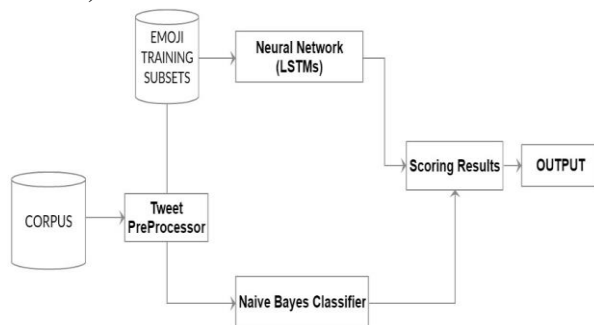 EMOJI
TRAINING
SUBSETS
Neural Network
(LSTMs)
Scoring Results
OUTPUT
CORPUS
Tweet
PreProcessor
Naive Bayes Classifier